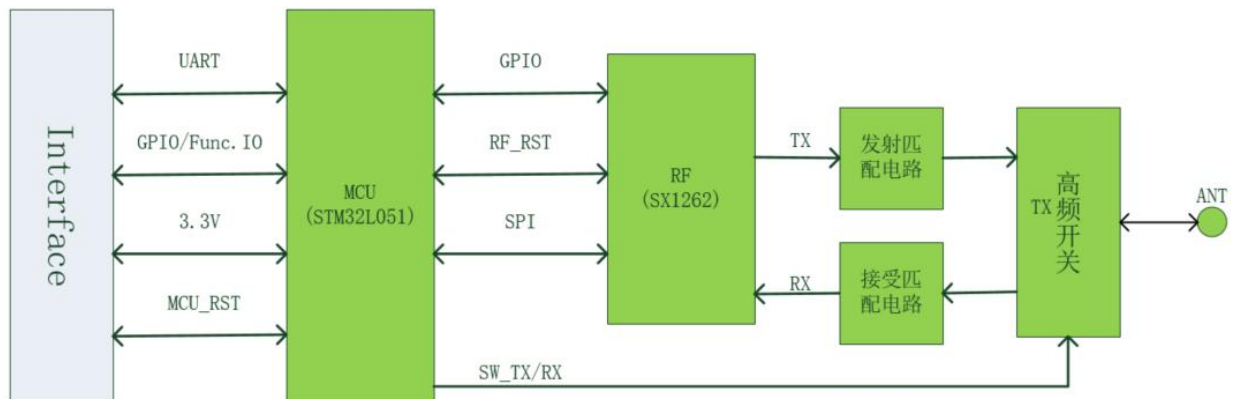 Interface
UART
GPIO/Func.IO
3.3V
MCU_RST
MCU
(STM32L051)
GPIO
RF_RST
SPI
SW_TX/RX
RF
(SX1262)
TX
RX
发射匹
配电路
接受匹
配电路
TX
高频开关
ANT